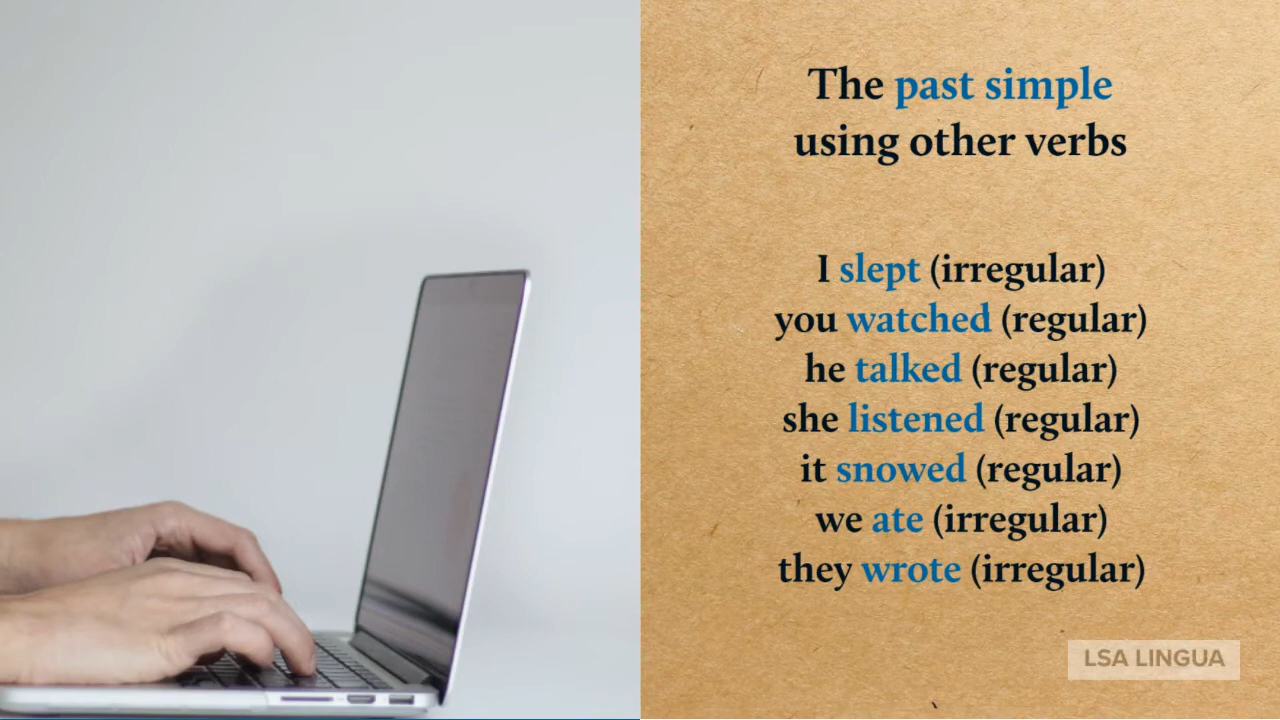 The past simple
using other verbs
I slept (irregular)
you watched (regular)
he talked (regular)
she listened (regular)
it snowed (regular)
we ate (irregular)
they wrote (irregular)
LSA LINGUA